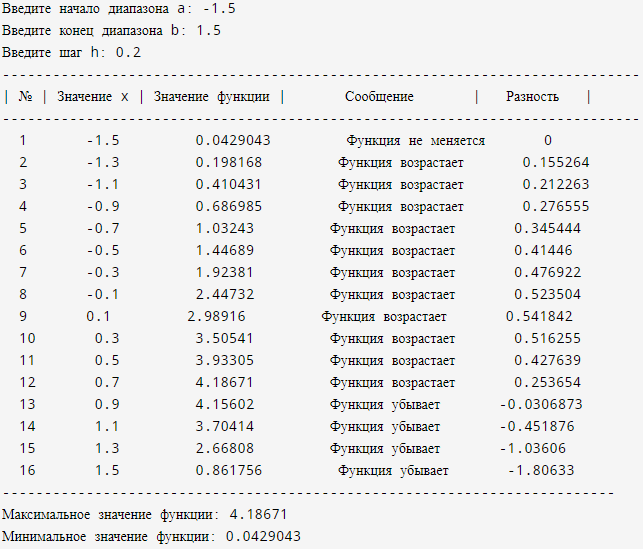 Введите начало диапазона a: -1.5
Введите конец диапазона b: 1.5
Введите шаг h: 0.2
--------------------------------------------------------------------------------
| № | Значение x | Значение функции | Сообщение | Разность |
--------------------------------------------------------------------------------
1 -1.5 0.0429043 Функция не меняется 0
2 -1.3 0.198168 Функция возрастает 0.155264
3 -1.1 0.410431 Функция возрастает 0.212263
4 -0.9 0.686985 Функция возрастает 0.276555
5 -0.7 1.03243 Функция возрастает 0.345444
6 -0.5 1.44689 Функция возрастает 0.41446
7 -0.3 1.92381 Функция возрастает 0.476922
8 -0.1 2.44732 Функция возрастает 0.523504
9 0.1 2.98916 Функция возрастает 0.541842
10 0.3 3.50541 Функция возрастает 0.516255
11 0.5 3.93305 Функция возрастает 0.427639
12 0.7 4.18671 Функция возрастает 0.253654
13 0.9 4.15602 Функция убывает -0.0306873
14 1.1 3.70414 Функция убывает -0.451876
15 1.3 2.66808 Функция убывает -1.03606
16 1.5 0.861756 Функция убывает -1.80633
-----------------------------------------------------------------------------
Максимальное значение функции: 4.18671
Минимальное значение функции: 0.0429043